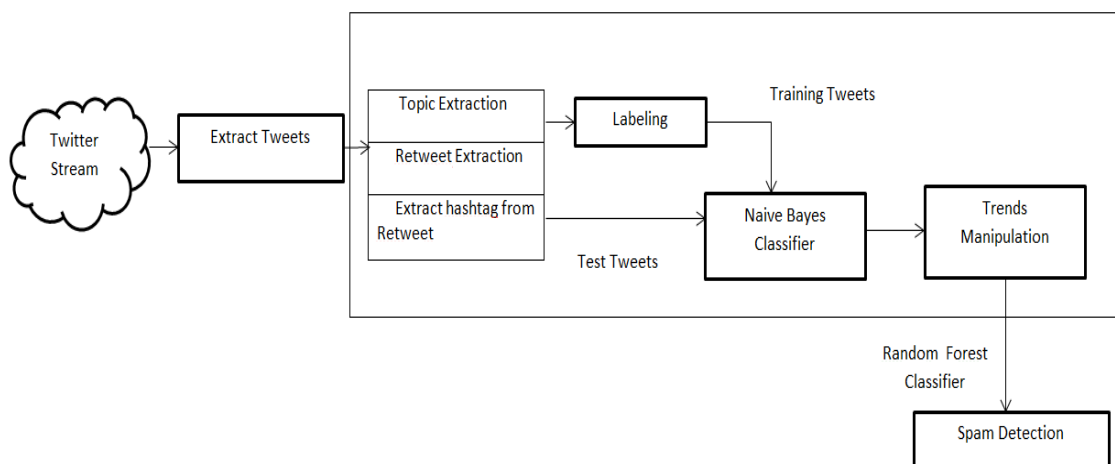 Twitter
Stream
Extract Tweets
Topic Extraction
Retweet Extraction
Extract hashtag from
Retweet
Labeling
Training Tweets
Test Tweets
Naive Bayes
Classifier
Trends
Manipulation
Random Forest
Classifier
Spam Detection